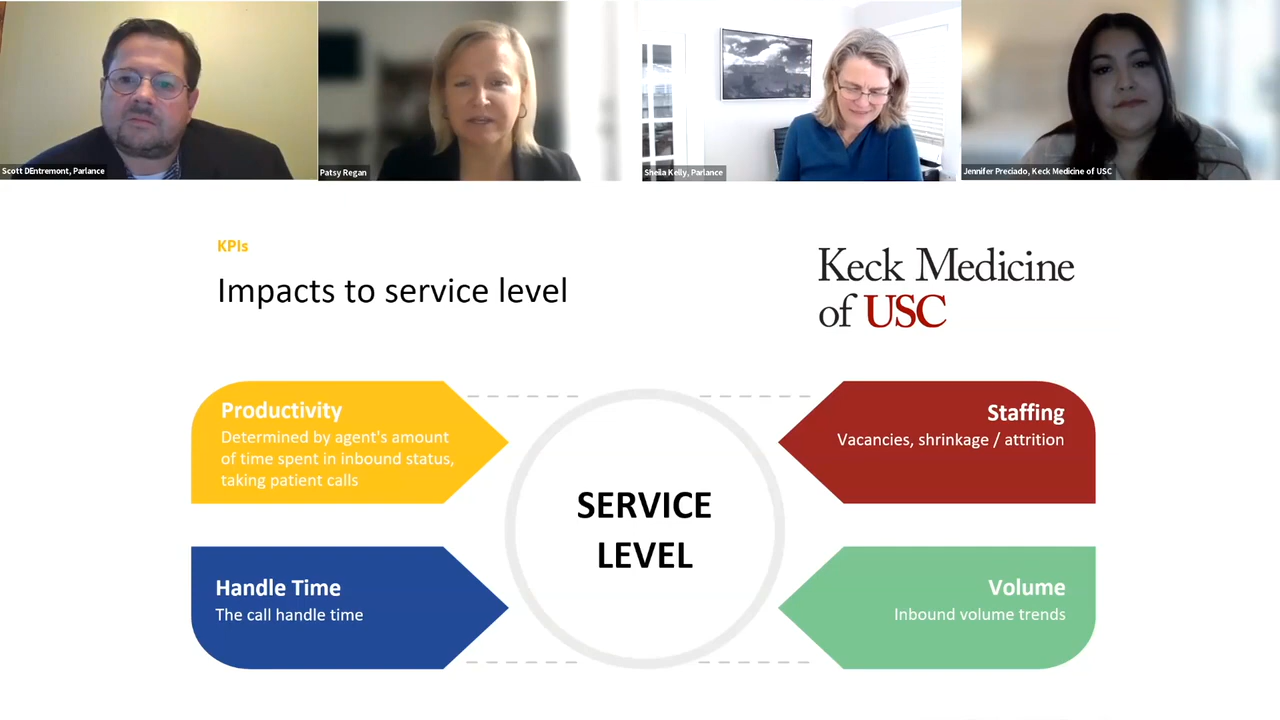 Scott DEntremont, Parlance
Patsy Regan
Sheila Kelly, Parlance
Jennifer Preciado, Keck Medicine of USC
KPIs
Impacts to service level
Keck Medicine
of USC
Productivity
Determined by agent's amount
of time spent in inbound status,
taking patient calls
Staffing
Vacancies, shrinkage / attrition
SERVICE
LEVEL
Handle Time
The call handle time
Volume
Inbound volume trends